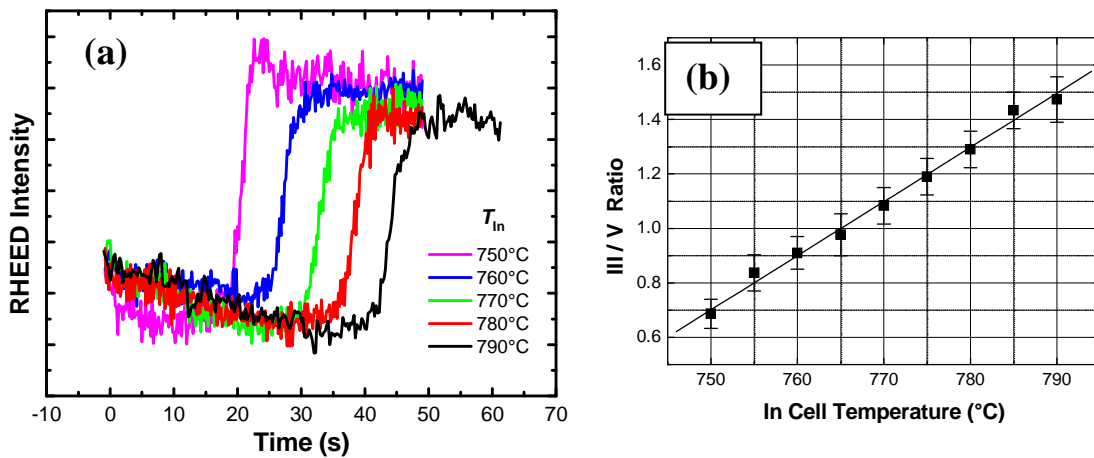 (a)
RHEED Intensity
T In
750°C
760°C
770°C
780°C
790°C
-10 0 10 20 30 40 50 60 70
Time (s)
(b)
III / V Ratio
1.6
1.4
1.2
1.0
0.8
0.6
750 760 770 780 790
In Cell Temperature (°C)